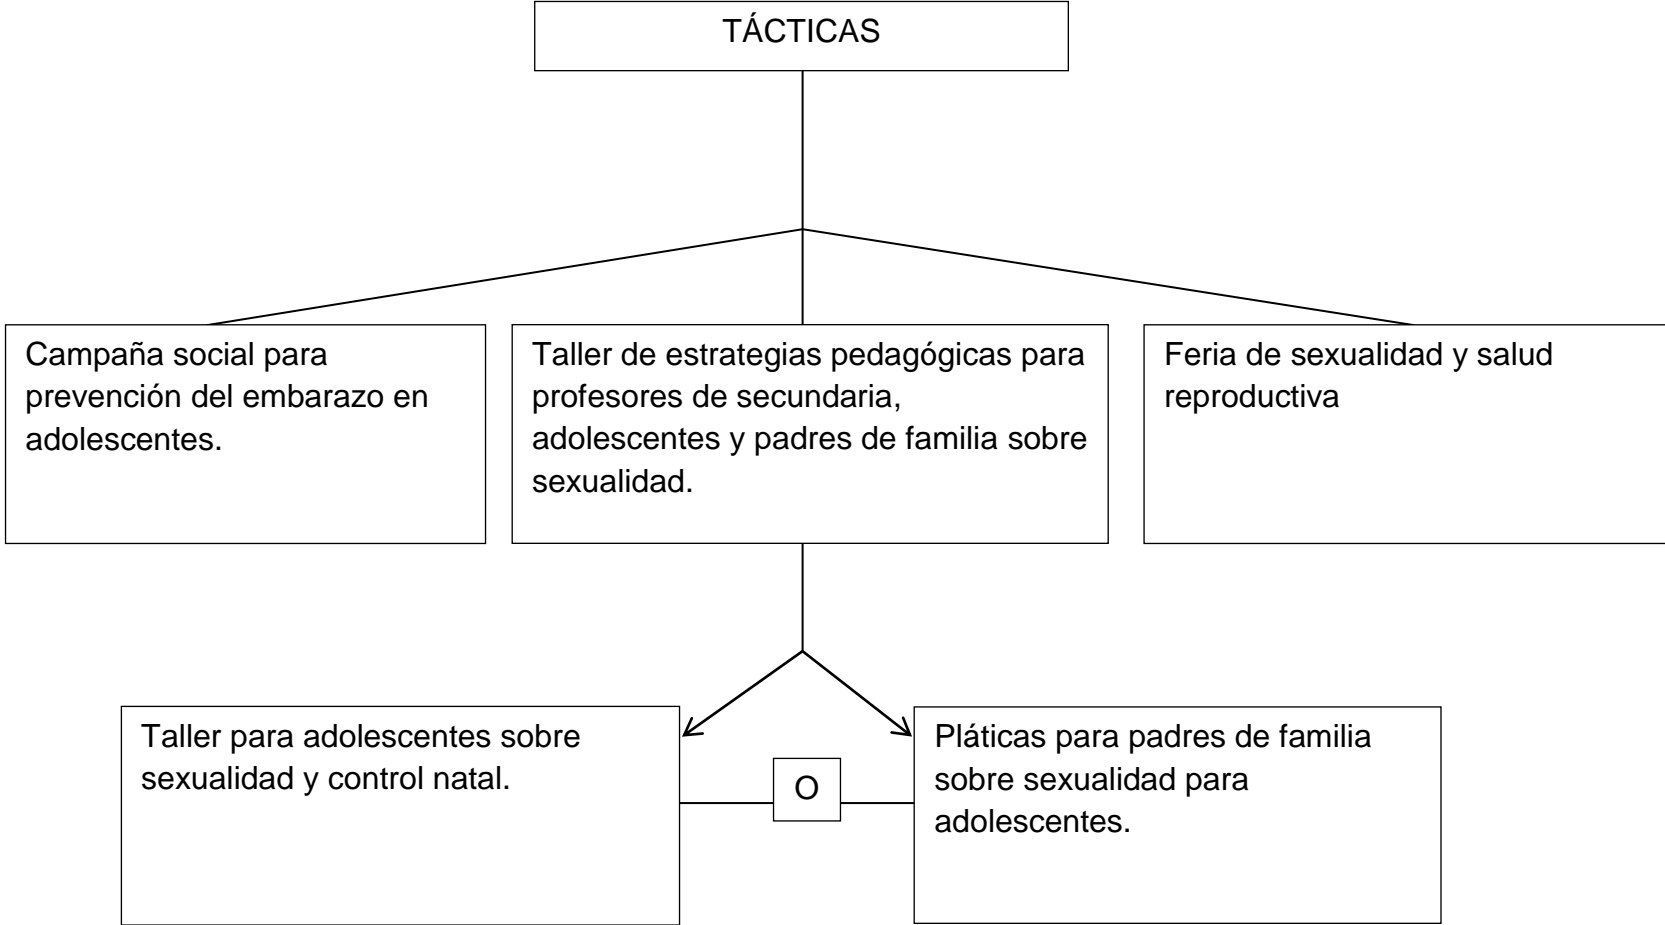 TÁCTICAS
Campaña social para
prevención del embarazo en
adolescentes.
Taller de estrategias pedagógicas para
profesores de secundaria,
adolescentes y padres de familia sobre
sexualidad.
Feria de sexualidad y salud
reproductiva
Taller para adolescentes sobre
sexualidad y control natal.
O
Pláticas para padres de familia
sobre sexualidad para
adolescentes.